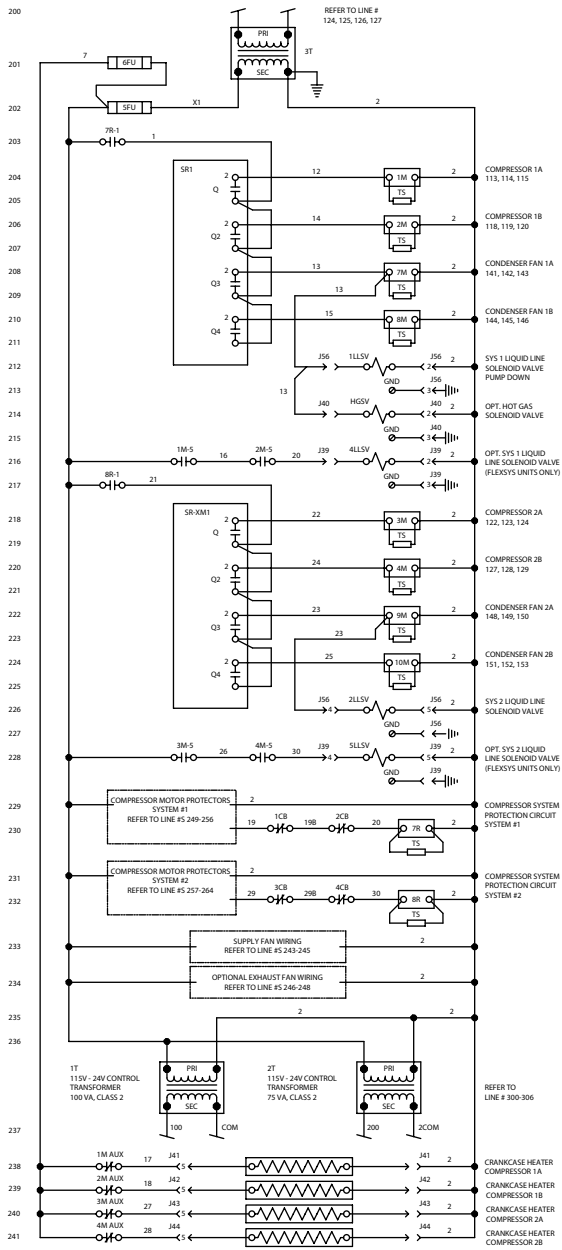 200
REFER TO LINE #
124, 125, 126, 127
PRI
3T
201
7
6FU
SEC
202
5FU
X1
2
203
7R-1
1
204
SR1
2
12
1M
2
COMPRESSOR 1A
113, 114, 115
Q
TS
205
206
2
14
2M
2
COMPRESSOR 1B
118, 119, 120
Q2
TS
207
208
2
13
7M
2
CONDENSER FAN 1A
141, 142, 143
Q3
TS
209
13
210
2
15
8M
2
CONDENSER FAN 1B
144, 145, 146
Q4
TS
211
212
J56
1LLSV
J56
2
2
SYS 1 LIQUID LINE
SOLENOID VALVE
PUMP DOWN
213
13
GND
J56
3
214
J40
HGSV
J40
2
2
OPT. HOT GAS
SOLENOID VALVE
215
GND
J40
3
216
1M-5
16
2M-5
20
J39
4LLSV
J39
2
2
OPT. SYS 1 LIQUID
LINE SOLENOID VALVE
(FLEXSYS UNITS ONLY)
217
8R-1
21
GND
J39
3
218
SR-XM1
2
22
3M
2
COMPRESSOR 2A
122, 123, 124
Q
TS
219
220
2
24
4M
2
COMPRESSOR 2B
127, 128, 129
Q2
TS
221
222
2
23
9M
2
CONDENSER FAN 2A
148, 149, 150
Q3
TS
223
23
224
2
25
10M
2
CONDENSER FAN 2B
151, 152, 153
Q4
TS
225
226
J56
4
2LLSV
J56
5
2
SYS 2 LIQUID LINE
SOLENOID VALVE
227
GND
J56
228
3M-5
26
4M-5
30
J39
4
5LLSV
J39
5
2
OPT. SYS 2 LIQUID
LINE SOLENOID VALVE
(FLEXSYS UNITS ONLY)
GND
J39
229
COMPRESSOR MOTOR PROTECTORS
SYSTEM #1
REFER TO LINE #S 249-256
2
COMPRESSOR SYSTEM
PROTECTION CIRCUIT
SYSTEM #1
230
19
1CB
19B
2CB
20
7R
2
TS
231
COMPRESSOR MOTOR PROTECTORS
SYSTEM #2
REFER TO LINE #S 257-264
2
COMPRESSOR SYSTEM
PROTECTION CIRCUIT
SYSTEM #2
232
29
3CB
29B
4CB
30
8R
2
TS
233
SUPPLY FAN WIRING
REFER TO LINE #S 243-245
2
234
OPTIONAL EXHAUST FAN WIRING
REFER TO LINE #S 246-248
2
235
2
2
236
1T
115V - 24V CONTROL
TRANSFORMER
100 VA, CLASS 2
PRI
SEC
2T
115V - 24V CONTROL
TRANSFORMER
75 VA, CLASS 2
PRI
SEC
REFER TO
LINE # 300-306
237
100
COM
200
2COM
238
1M AUX
17
J41
5
J41
2
CRANKCASE HEATER
COMPRESSOR 1A
239
2M AUX
18
J42
5
J42
2
CRANKCASE HEATER
COMPRESSOR 1B
240
3M AUX
27
J43
5
J43
2
CRANKCASE HEATER
COMPRESSOR 2A
241
4M AUX
28
J44
5
J44
2
CRANKCASE HEATER
COMPRESSOR 2B